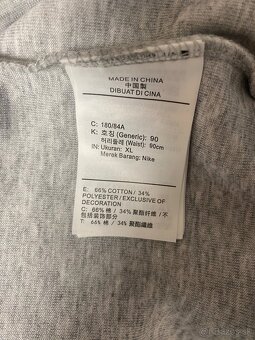 MADE IN CHINA
中国製
DIBUAT DI CINA
C: 180/84A
K: 호칭 (Generic): 90
허리둘레 (Waist): 90cm
IN: Ukuran: XL
Merek Barang: Nike
E: 66% COTTON / 34%
POLYESTER / EXCLUSIVE OF
DECORATION
C: 66% 棉 / 34% 聚酯纤维 / 不
包括装饰部分
T: 66% 棉 / 34% 聚酯纖維